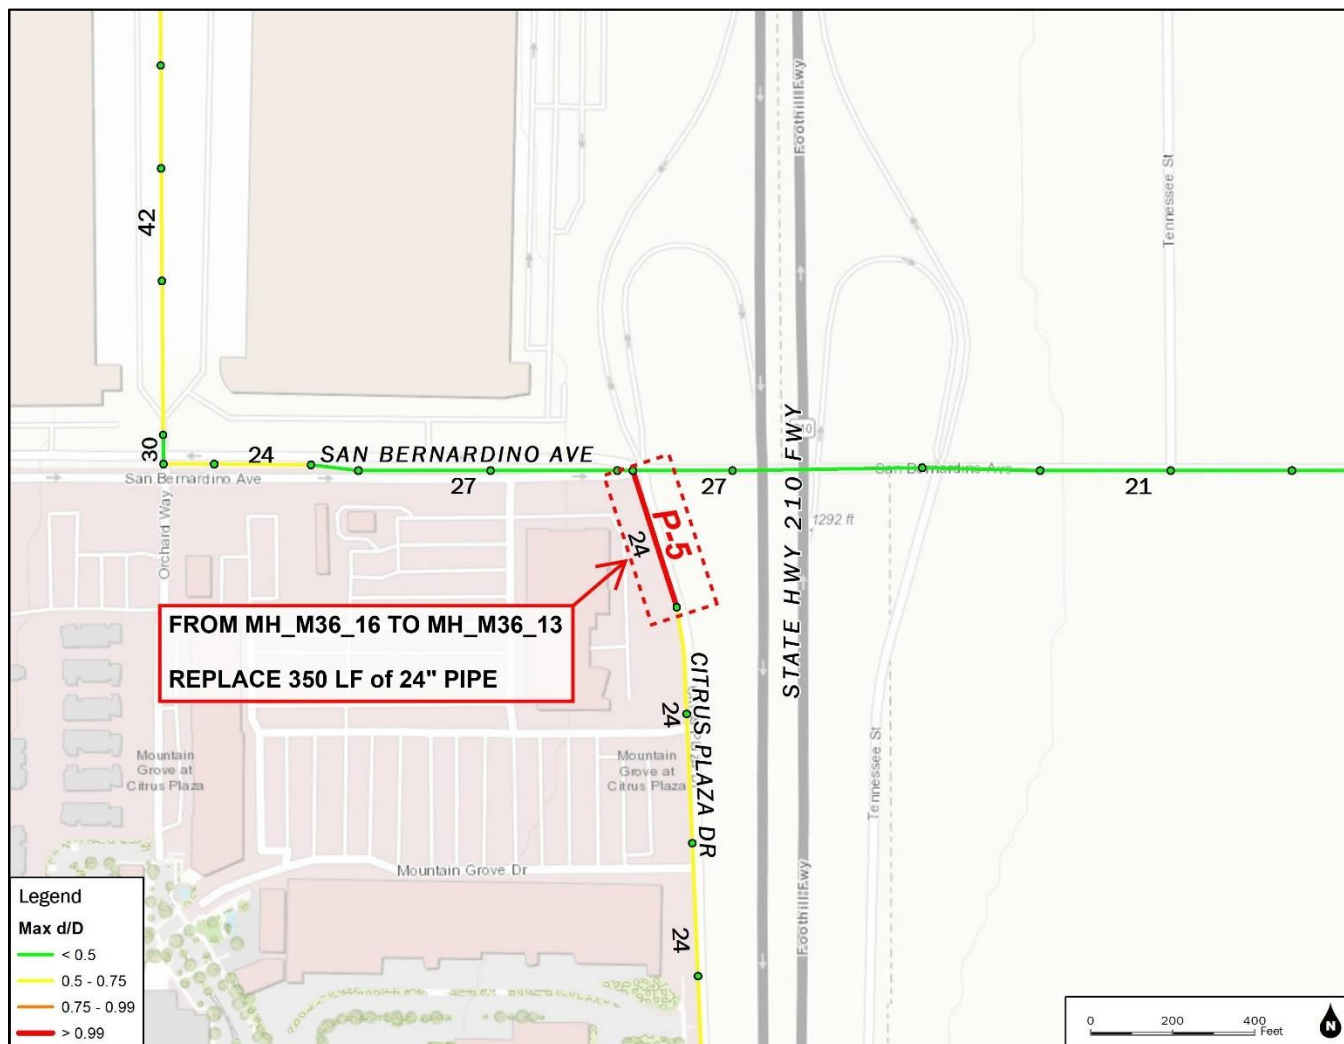 Foothill Fwy
Tennessee St
42
30
24
SAN BERNARDINO AVE
San Bernardino Ave
27
27
San Bernardino Ave
21
Orchard Way
P-5
24
1292 ft
STATE HWY 210 FWY
FROM MH_M36_16 TO MH_M36_13
REPLACE 350 LF of 24" PIPE
CITRUS PLAZA DR
24
Mountain
Grove at
Citrus Plaza
Mountain
Grove at
Citrus Plaza
Tennessee St
Mountain Grove Dr
Foothill Fwy
24
Legend
Max d/D
< 0.5
0.5 - 0.75
0.75 - 0.99
> 0.99
0 200 400
Feet
N